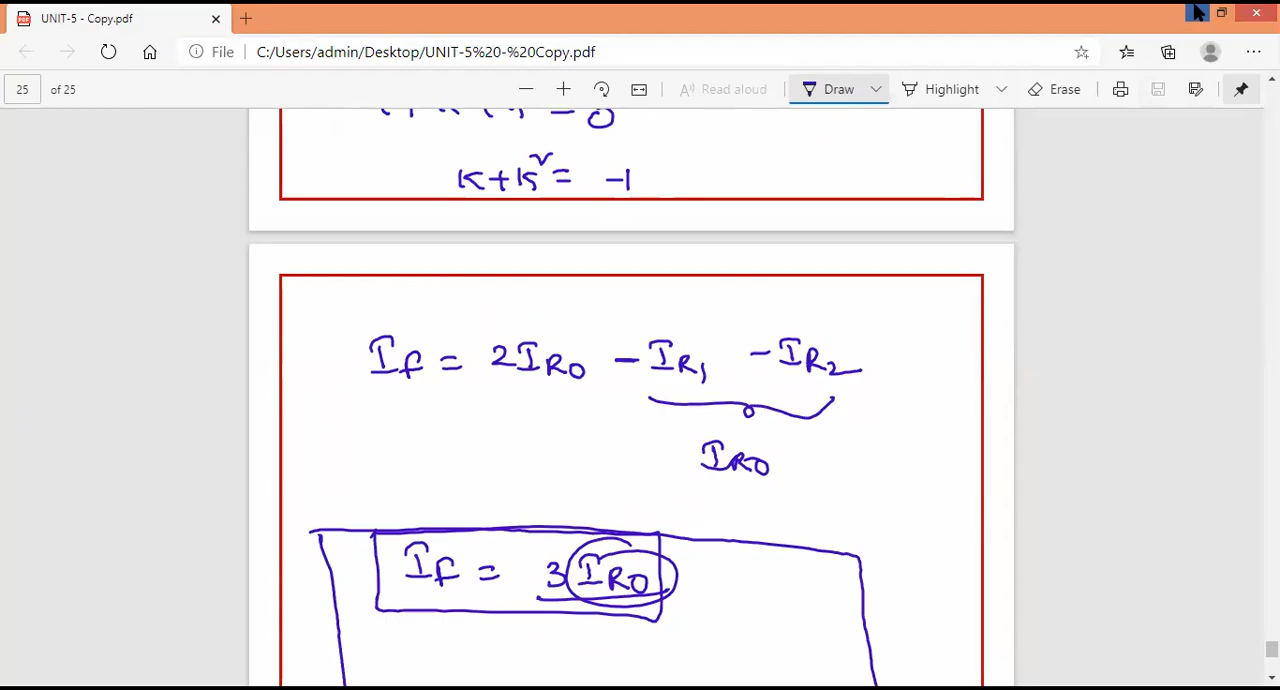 UNIT-5 - Copy.pdf
File C:/Users/admin/Desktop/UNIT-5%20-%20Copy.pdf
25 of 25 Read aloud Draw Highlight Erase
K+K² = -1
If = 2IR0 - IR1 - IR2
IR0
If = 3IR0